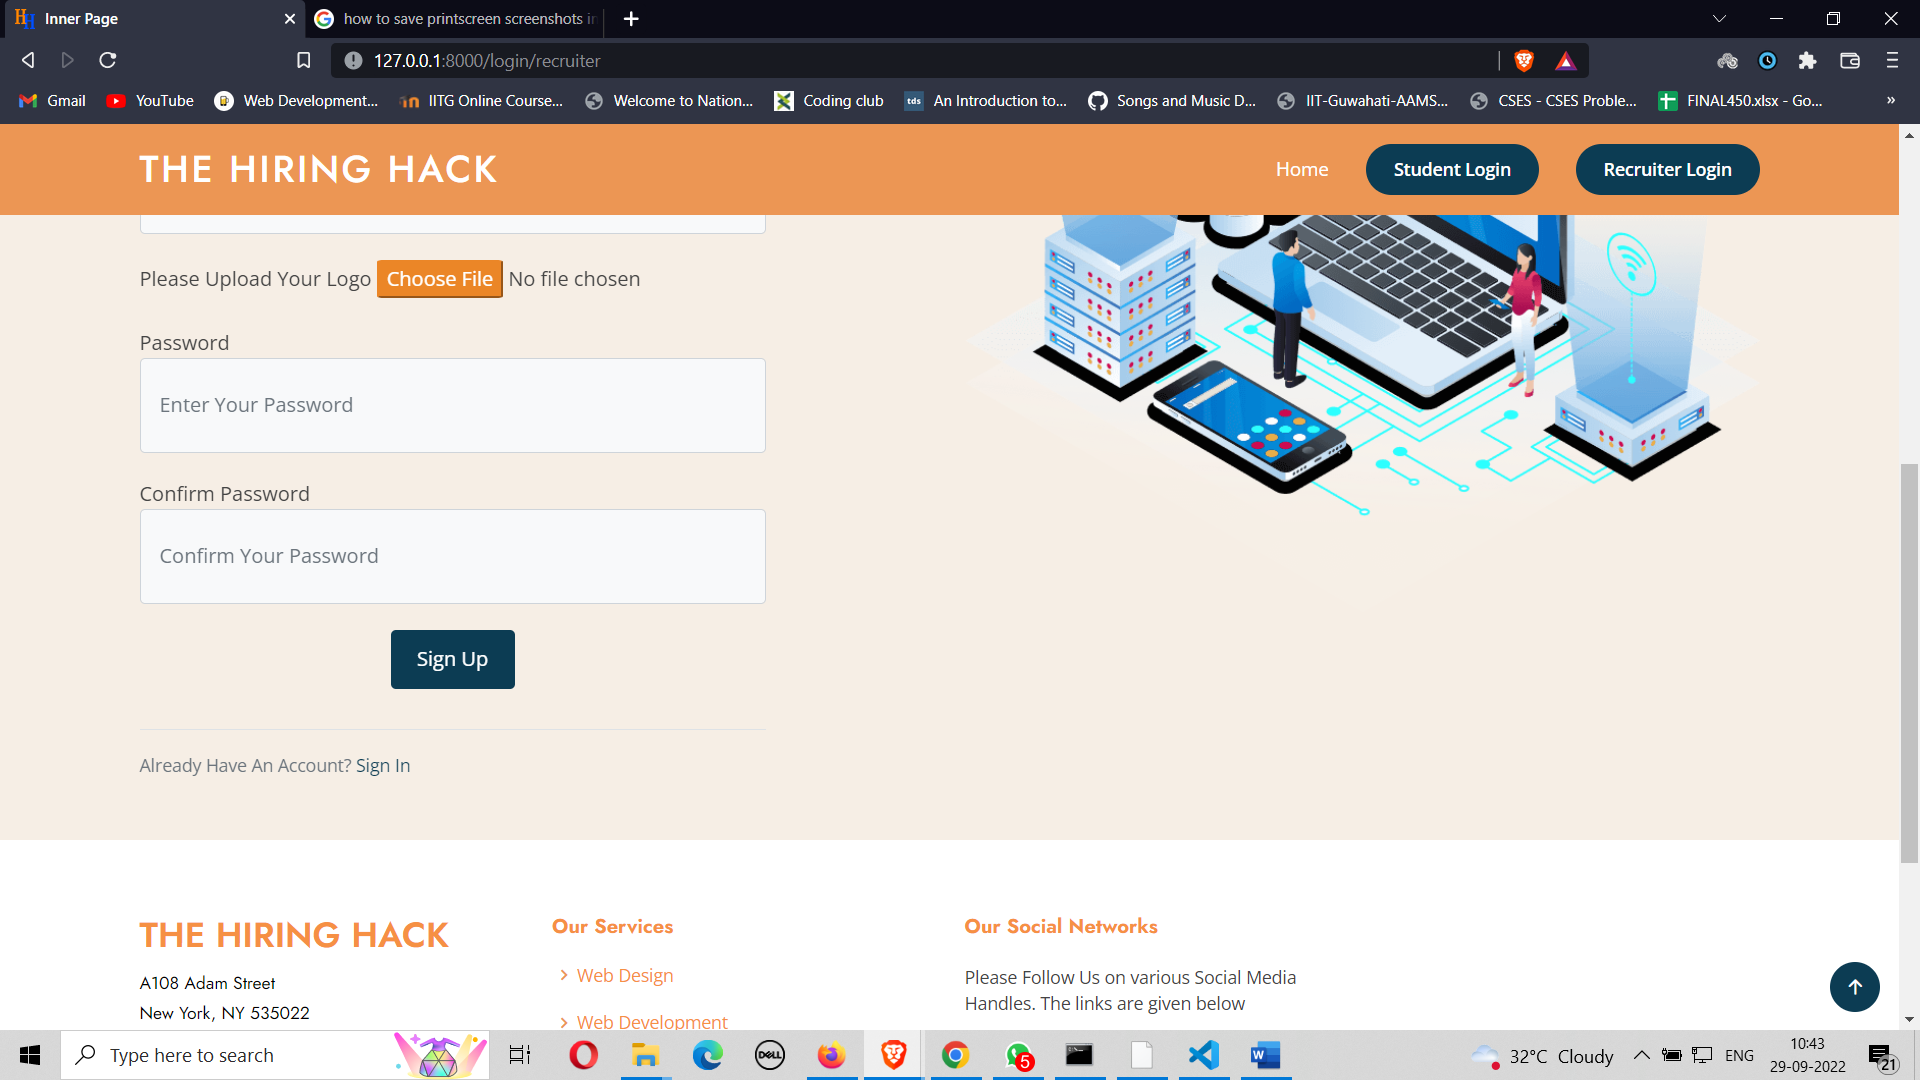 Inner Page
how to save printscreen screenshots in
127.0.0.1:8000/login/recruiter
Gmail
YouTube
Web Development...
IITG Online Course...
Welcome to Nation...
Coding club
tds
An Introduction to...
Songs and Music D...
IIT-Guwahati-AAMS...
CSES - CSES Proble...
FINAL450.xlsx - Go...
»
THE HIRING HACK
Home
Student Login
Recruiter Login
Please Upload Your Logo Choose File No file chosen
Password
Enter Your Password
Confirm Password
Confirm Your Password
Sign Up
Already Have An Account? Sign In
THE HIRING HACK
A108 Adam Street
New York, NY 535022
Our Services
Web Design
Web Development
Our Social Networks
Please Follow Us on various Social Media
Handles. The links are given below
Type here to search
DELL
5
32°C Cloudy
ENG
10:43
29-09-2022
21